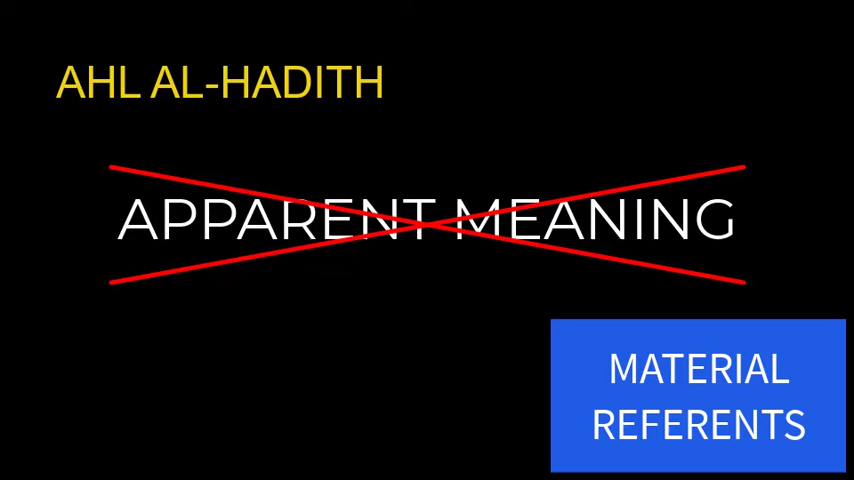 AHL AL-HADITH
APPARENT MEANING
MATERIAL
REFERENTS